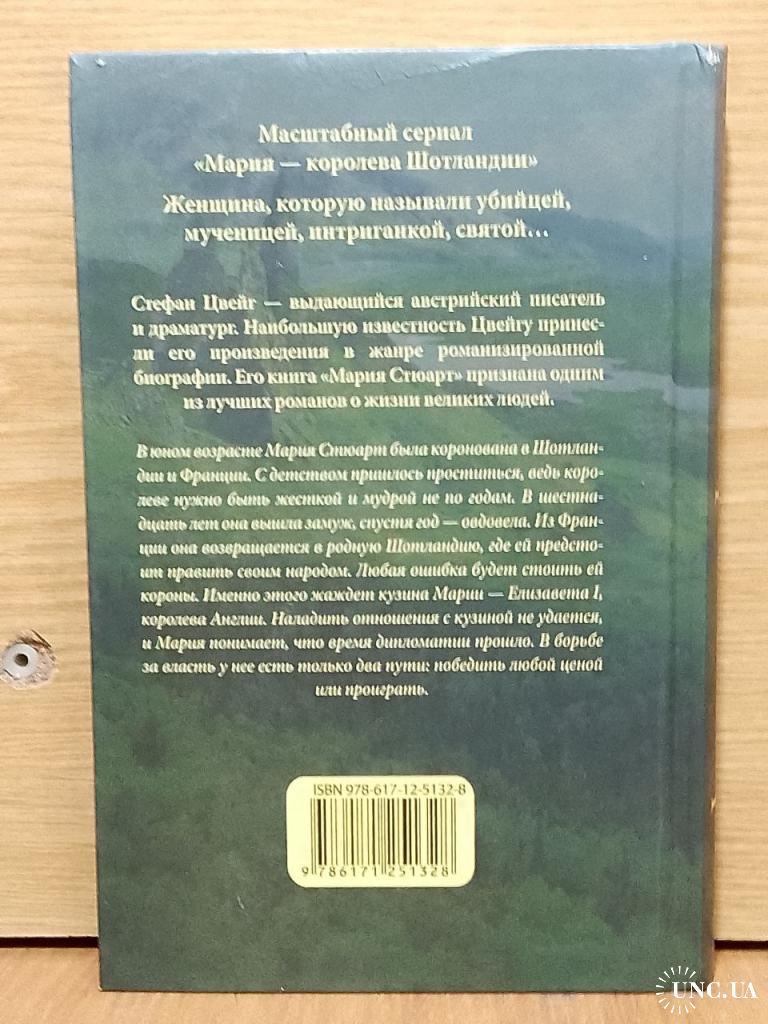 Масштабный сериал
«Мария — королева Шотландии»
Женщина, которую называли убийцей,
мученицей, интриганкой, святой…
Стефан Цвейг — выдающийся австрийский писатель
и драматург. Наибольшую известность Цвейгу принес-
ли его произведения в жанре романизированной
биографии. Его книга «Мария Стюарт» признана одним
из лучших романов о жизни великих людей.
В юном возрасте Мария Стюарт была коронована в Шотлан-
дии и Франции. С детством пришлось проститься, ведь коро-
леве нужно быть жесткой и мудрой не по годам. В шестна-
дцать лет она вышла замуж, спустя год — овдовела. Из Фран-
ции она возвращается в родную Шотландию, где ей предсто-
ит править своим народом. Любая ошибка будет стоить ей
короны. Именно этого жаждет кузина Марии — Елизавета I,
королева Англии. Наладить отношения с кузиной не удается,
и Мария понимает, что время дипломатии прошло. В борьбе
за власть у нее есть только два пути: победить любой ценой
или проиграть.
ISBN 978-617-12-5132-8
9 786171 251328
UNC.UA